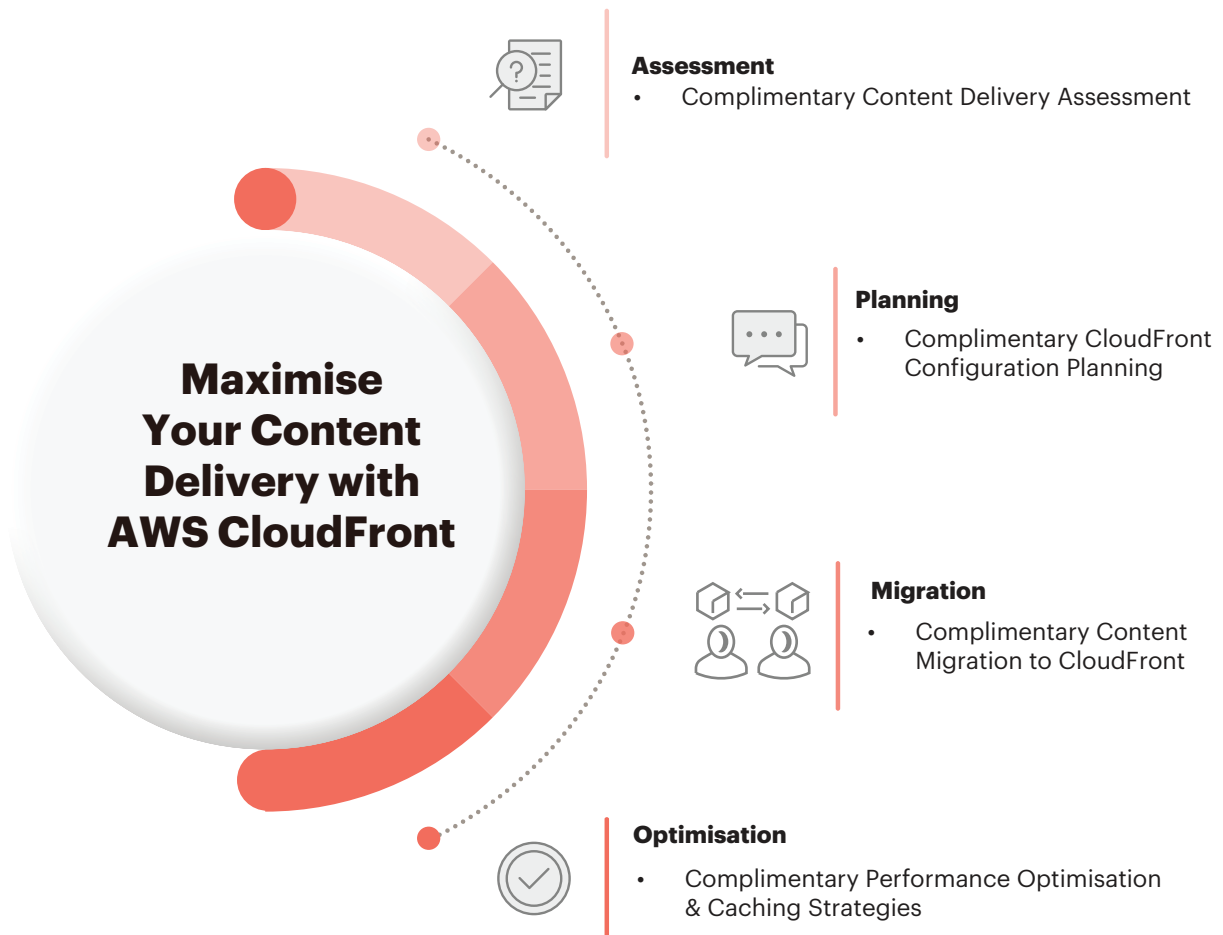 Assessment
• Complimentary Content Delivery Assessment
Planning
• Complimentary CloudFront
Configuration Planning
Maximise
Your Content
Delivery with
AWS CloudFront
Migration
• Complimentary Content
Migration to CloudFront
Optimisation
• Complimentary Performance Optimisation
& Caching Strategies